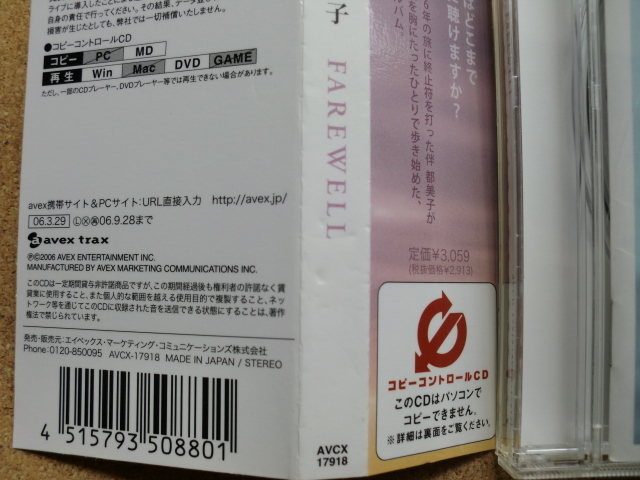 ライブに導入したことによる
自身の責任で行ってください。その結果、データ並び
損害が生じたとしても、弊社では一切補償いたしません。
●コピーコントロールCD
コピー PC MD
再生 Win Mac DVD GAME
ただし、一部のCDプレーヤー、DVDプレーヤー等では再生できない場合があります。
avex携帯サイト&PCサイト:URL直接入力 http://avex.jp/
06.3.29 Ⓛ Ⓧ 06.9.28まで
avex trax
Ⓟ©2006 AVEX ENTERTAINMENT INC.
MANUFACTURED BY AVEX MARKETING COMMUNICATIONS INC.
このCDは一定期間貸与非許諾商品ですが、この期間経過後も権利者の許諾なく賃
貸業に使用すること、また個人的な範囲を越える使用目的で複製すること、ネッ
トワーク等を通じてこのCDに収録された音を送信できる状態にすることは、著作
権法で禁じられています。
発売・販売元:エイベックス・マーケティング・コミュニケーションズ株式会社
Phone:0120-850095 AVCX-17918 MADE IN JAPAN / STEREO
4 515793 508801
子
FAREWELL
AVCX
17918
はどこまで
聴けますか?
6年の旅に終止符を打った伴 都美子が
を胸にたったひとりで歩き始めた、
ルバム。
定価¥3,059
(税抜価格¥2,913)
コピーコントロールCD
このCDはパソコンで
コピーできません。
※詳細は裏面をご覧ください。